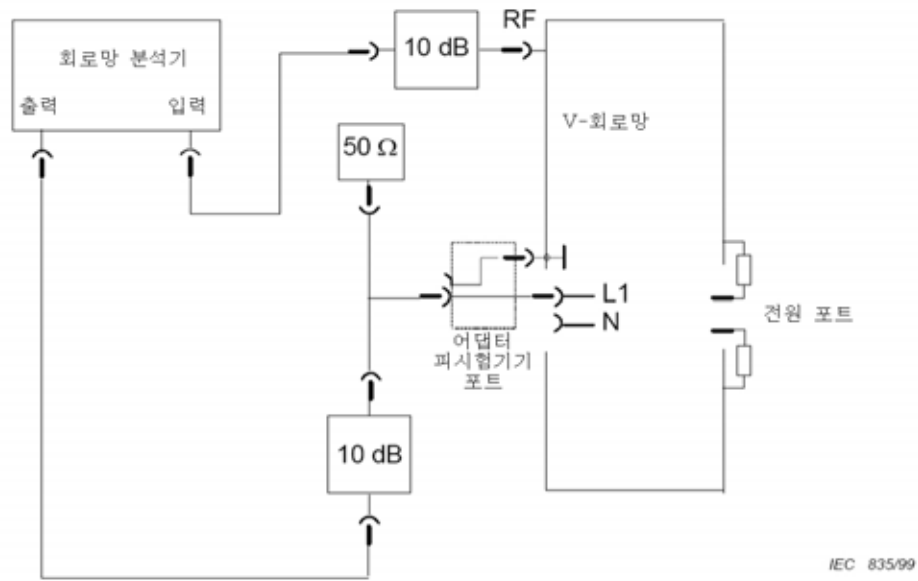 RF
회로망 분석기
10 dB
출력
입력
V-회로망
50 Ω
L1
N
전원 포트
어댑터
피시험기기
포트
10 dB
IEC 835/99